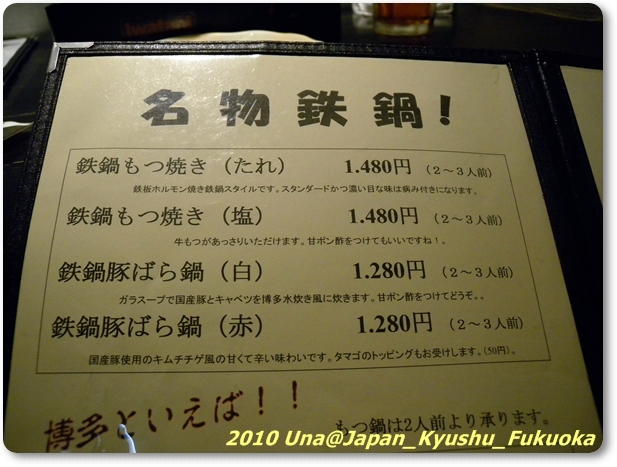 名物鉄鍋!
鉄鍋もつ焼き(たれ) 1.480円 (2~3人前)
鉄板ホルモン焼き鉄鍋スタイルです。スタンダードかつ濃い目な味は病み付きになります。
鉄鍋もつ焼き(塩) 1.480円 (2~3人前)
牛もつがあっさりいただけます。甘ポン酢をつけてもいいですね!。
鉄鍋豚ばら鍋(白) 1.280円 (2~3人前)
ガラスープで国産豚とキャベツを博多水炊き風に炊きます。甘ポン酢をつけてどうぞ。。
鉄鍋豚ばら鍋(赤) 1.280円 (2~3人前)
国産豚使用のキムチチゲ風の甘くて辛い味わいです。タマゴのトッピングもお受けします。(50円)。
博多といえば!!
もつ鍋は2人前より承ります。
2010 Una@Japan_Kyushu_Fukuoka